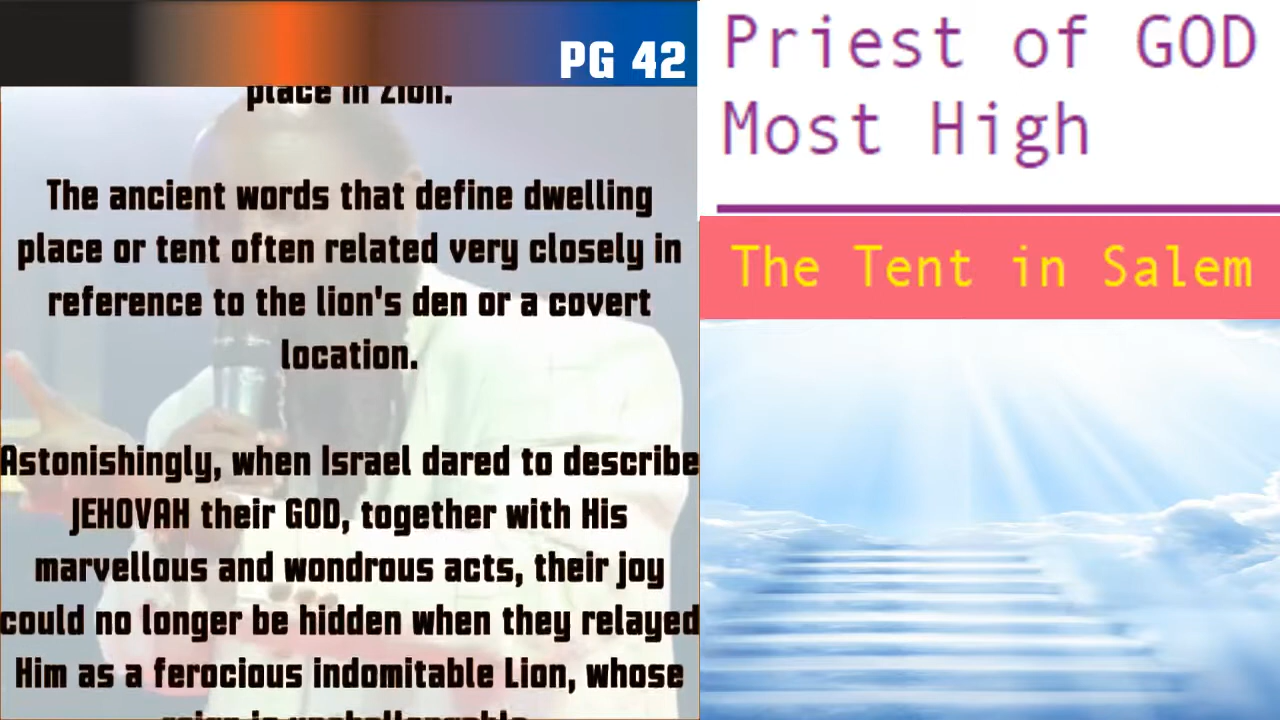 PG 42
place in Zion.
The ancient words that define dwelling
place or tent often related very closely in
reference to the lion's den or a covert
location.
Astonishingly, when Israel dared to describe
JEHOVAH their GOD, together with His
marvellous and wondrous acts, their joy
could no longer be hidden when they relayed
Him as a ferocious indomitable Lion, whose
Priest of GOD
Most High
The Tent in Salem